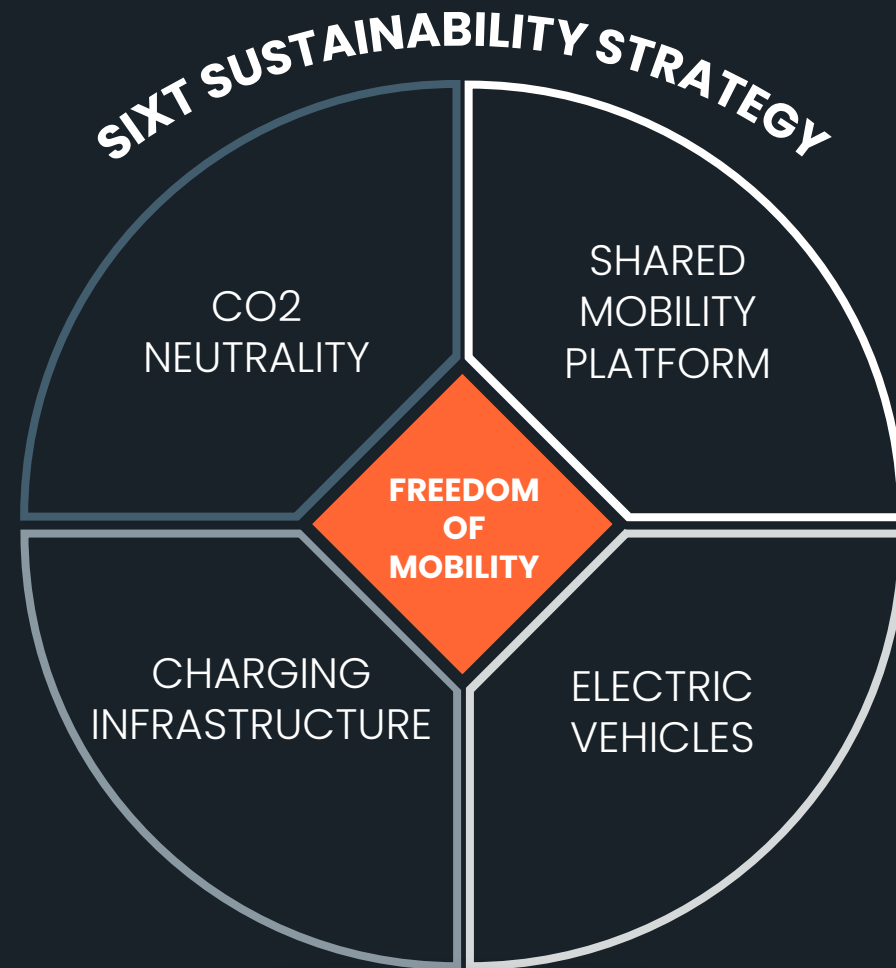 SIXT SUSTAINABILITY STRATEGY
CO2
NEUTRALITY
SHARED
MOBILITY
PLATFORM
FREEDOM
OF
MOBILITY
CHARGING
INFRASTRUCTURE
ELECTRIC
VEHICLES